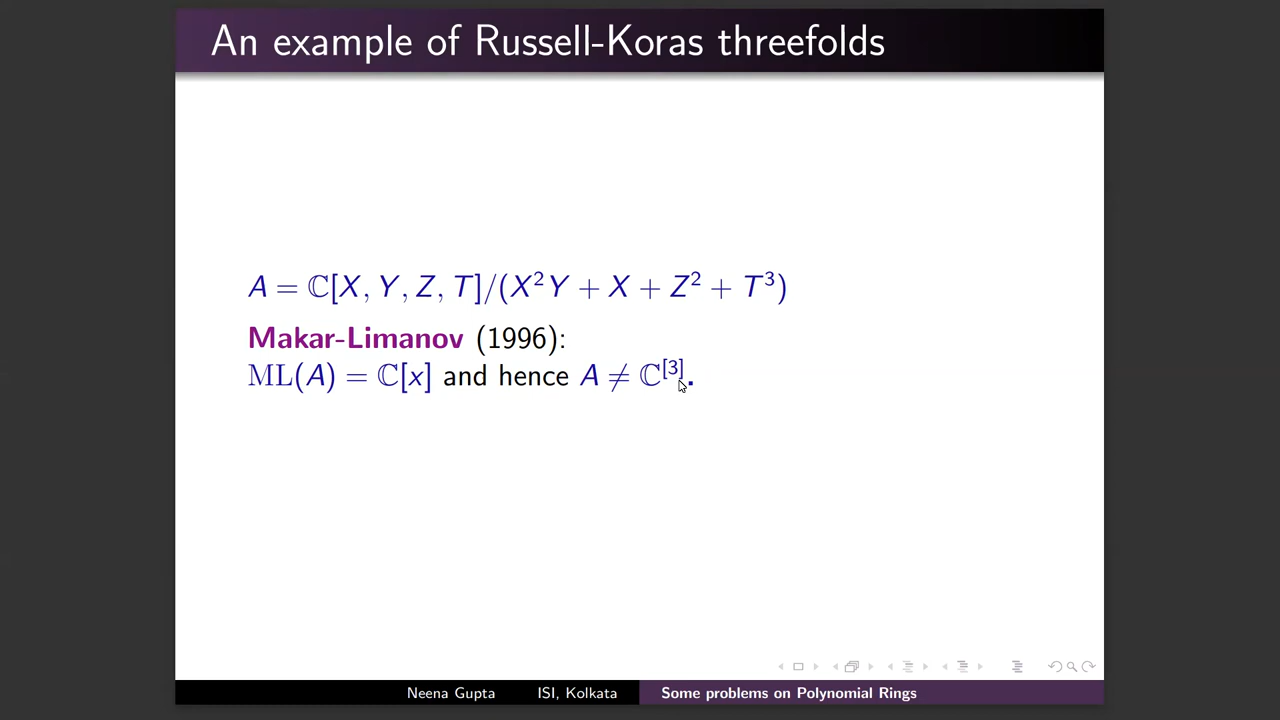 An example of Russell-Koras threefolds
A = ℂ[X, Y, Z, T]/(X²Y + X + Z² + T³)
Makar-Limanov (1996):
ML(A) = ℂ[x] and hence A ≠ ℂ^[3].
Neena Gupta ISI, Kolkata Some problems on Polynomial Rings